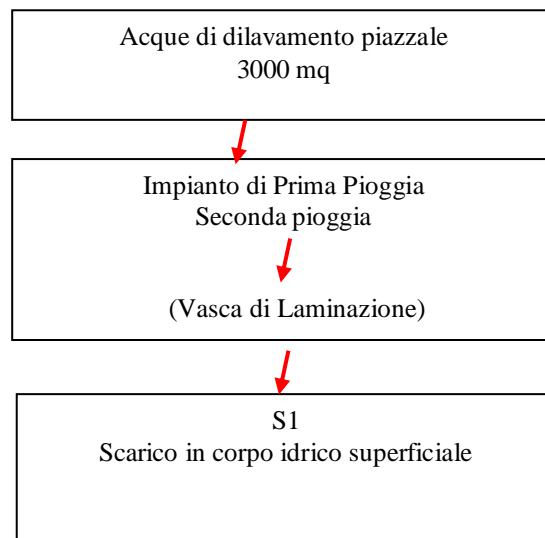 Acque di dilavamento piazzale
3000 mq
Impianto di Prima Pioggia
Seconda pioggia
(Vasca di Laminazione)
S1
Scarico in corpo idrico superficiale